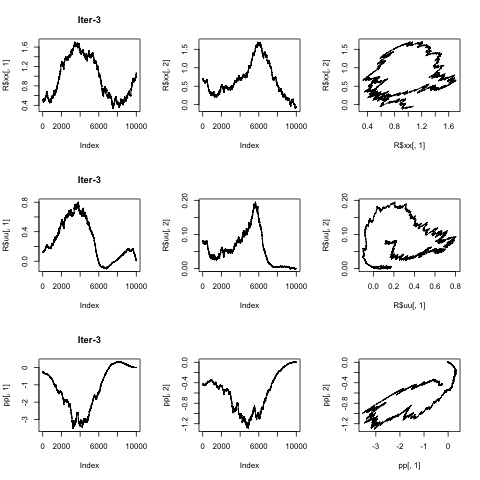 Iter-3
R$xx[, 1]
0.4 0.8 1.2 1.6
0 2000 6000 10000
Index
R$xx[, 2]
0.0 0.5 1.0 1.5
0 2000 6000 10000
Index
R$xx[, 2]
0.0 0.5 1.0 1.5
0.4 0.8 1.2 1.6
R$xx[, 1]
Iter-3
R$uu[, 1]
0.0 0.4 0.8
0 2000 6000 10000
Index
R$uu[, 2]
0.00 0.10 0.20
0 2000 6000 10000
Index
R$uu[, 2]
0.00 0.10 0.20
0.0 0.2 0.4 0.6 0.8
R$uu[, 1]
Iter-3
pp[, 1]
-3 -2 -1 0
0 2000 6000 10000
Index
pp[, 2]
-1.2 -0.8 -0.4 0.0
0 2000 6000 10000
Index
pp[, 2]
-1.2 -0.8 -0.4 0.0
-3 -2 -1 0
pp[, 1]